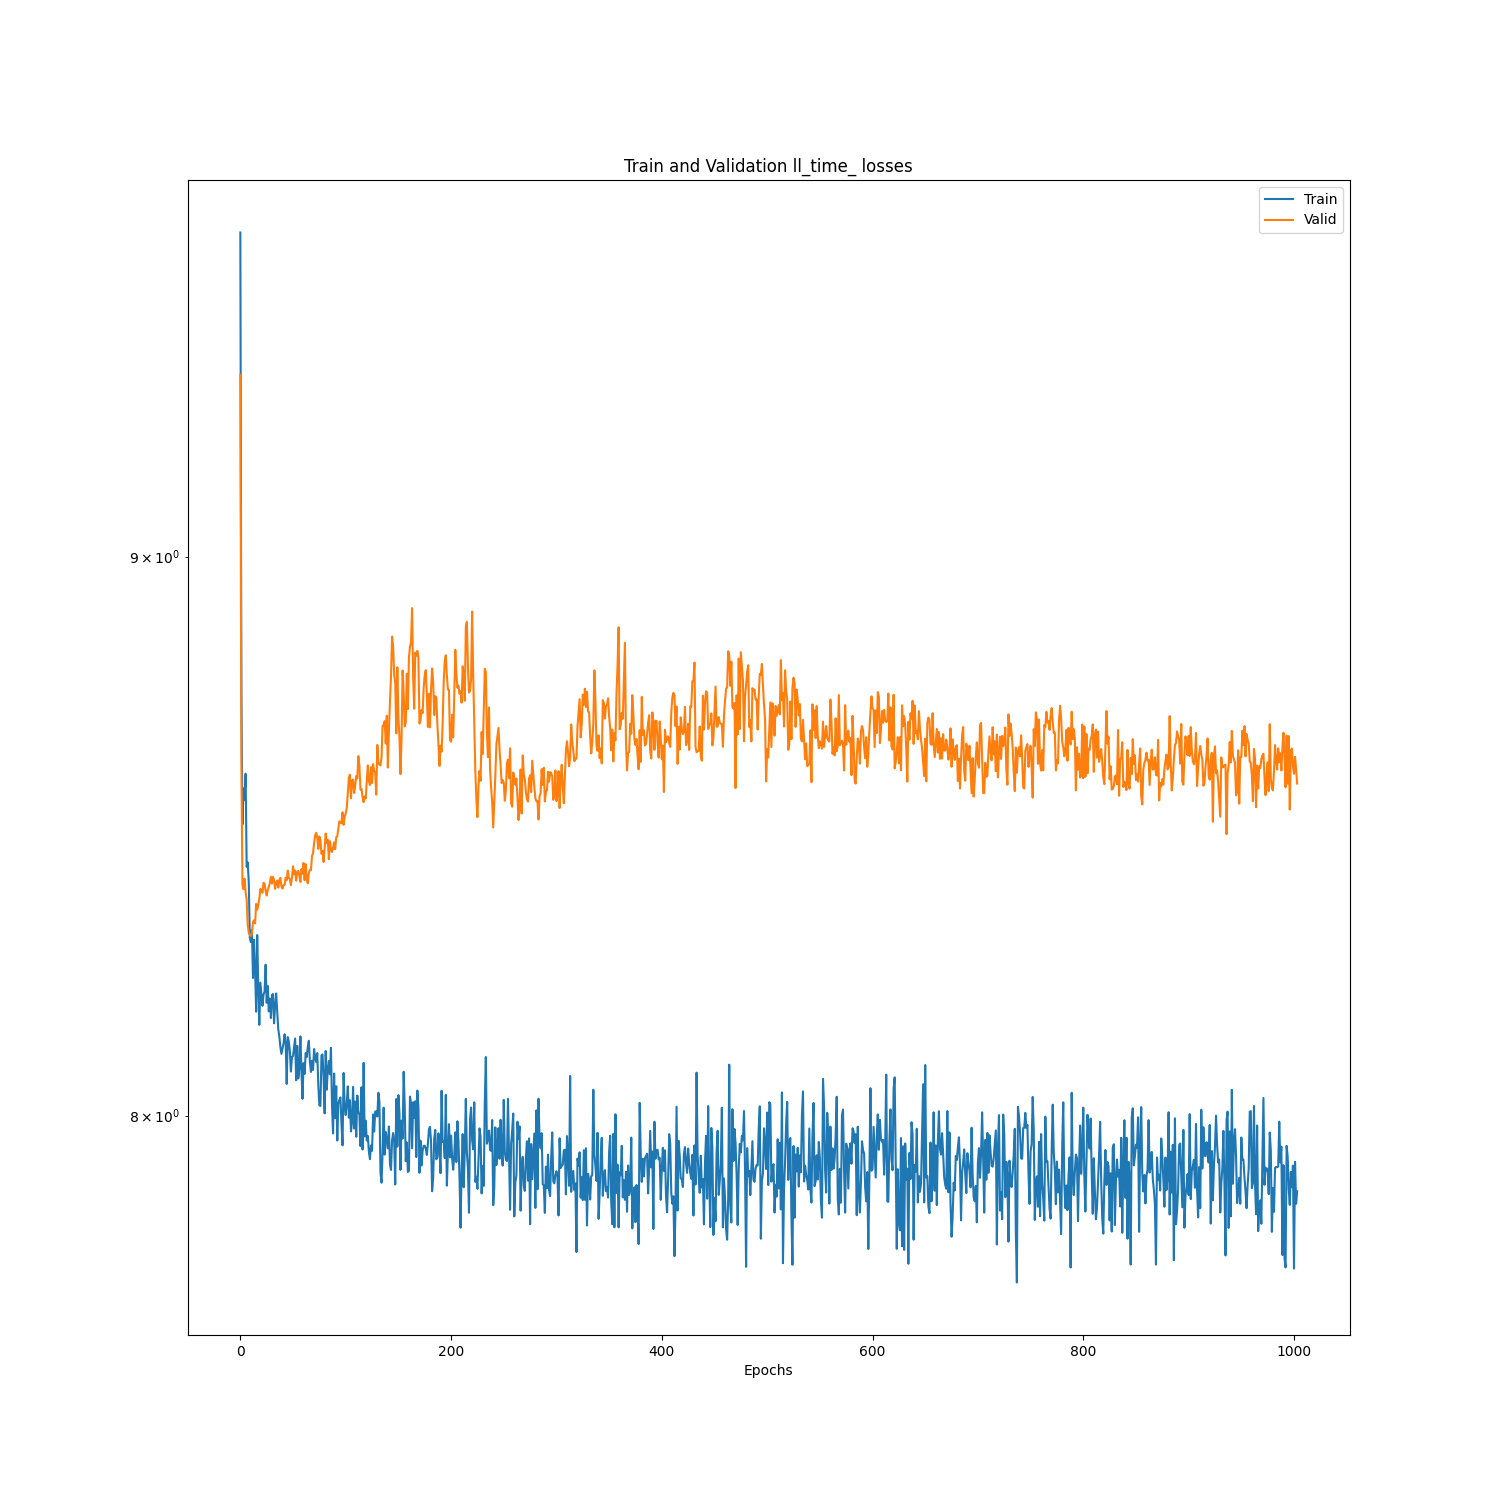 Train and Validation ll_time_ losses
Train
Valid
9 × 10⁰
8 × 10⁰
0 200 400 600 800 1000
Epochs